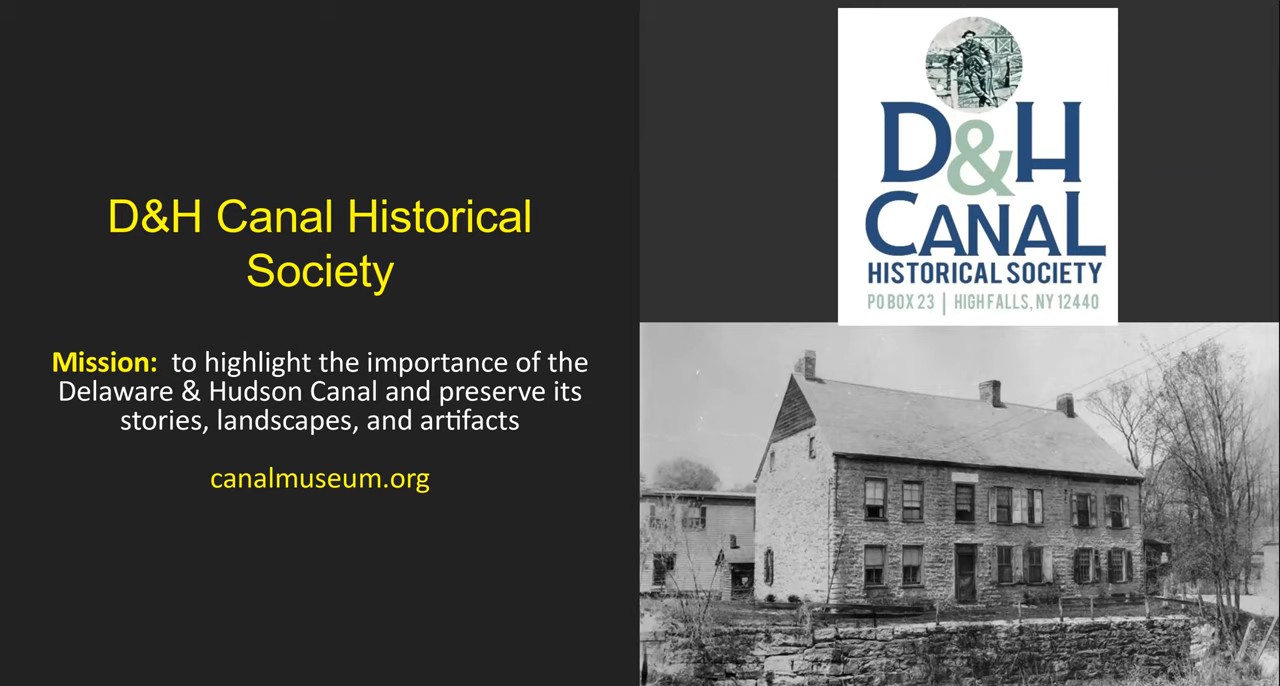 D&H Canal Historical
Society
Mission: to highlight the importance of the
Delaware & Hudson Canal and preserve its
stories, landscapes, and artifacts
canalmuseum.org
D&H
CANAL
HISTORICAL SOCIETY
PO BOX 23 | HIGH FALLS, NY 12440